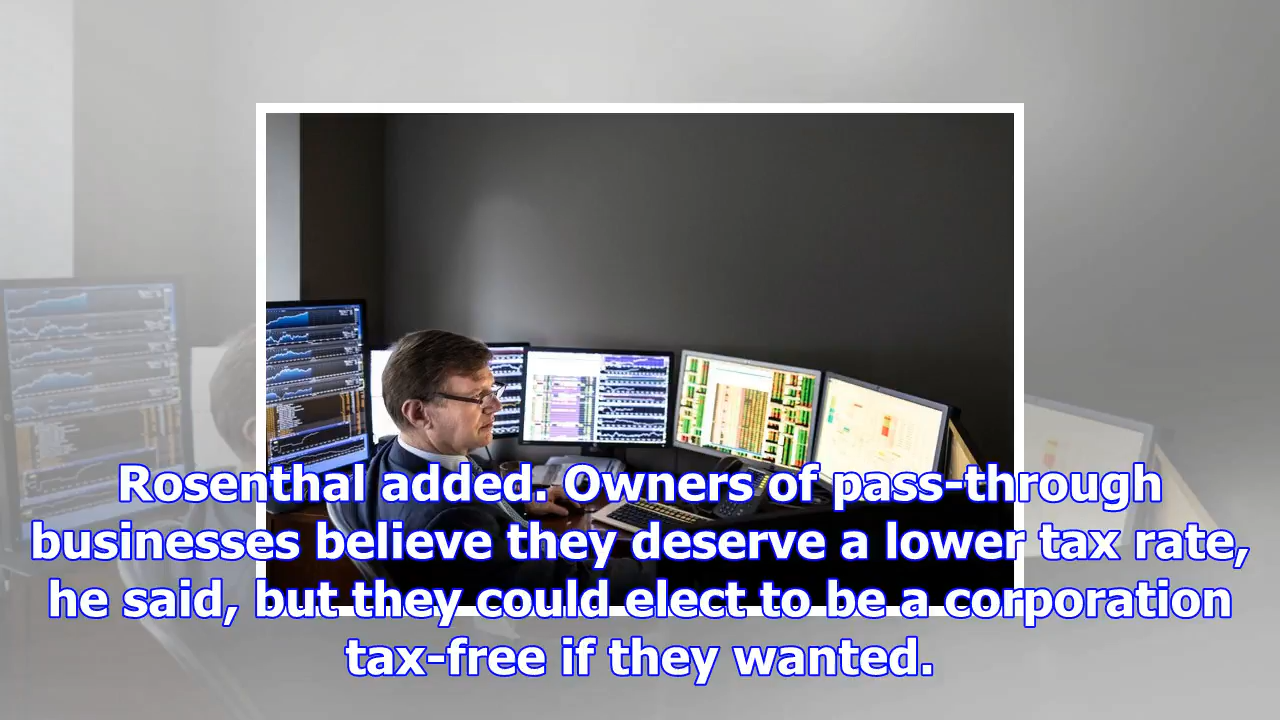 Rosenthal added. Owners of pass-through
businesses believe they deserve a lower tax rate,
he said, but they could elect to be a corporation
tax-free if they wanted.